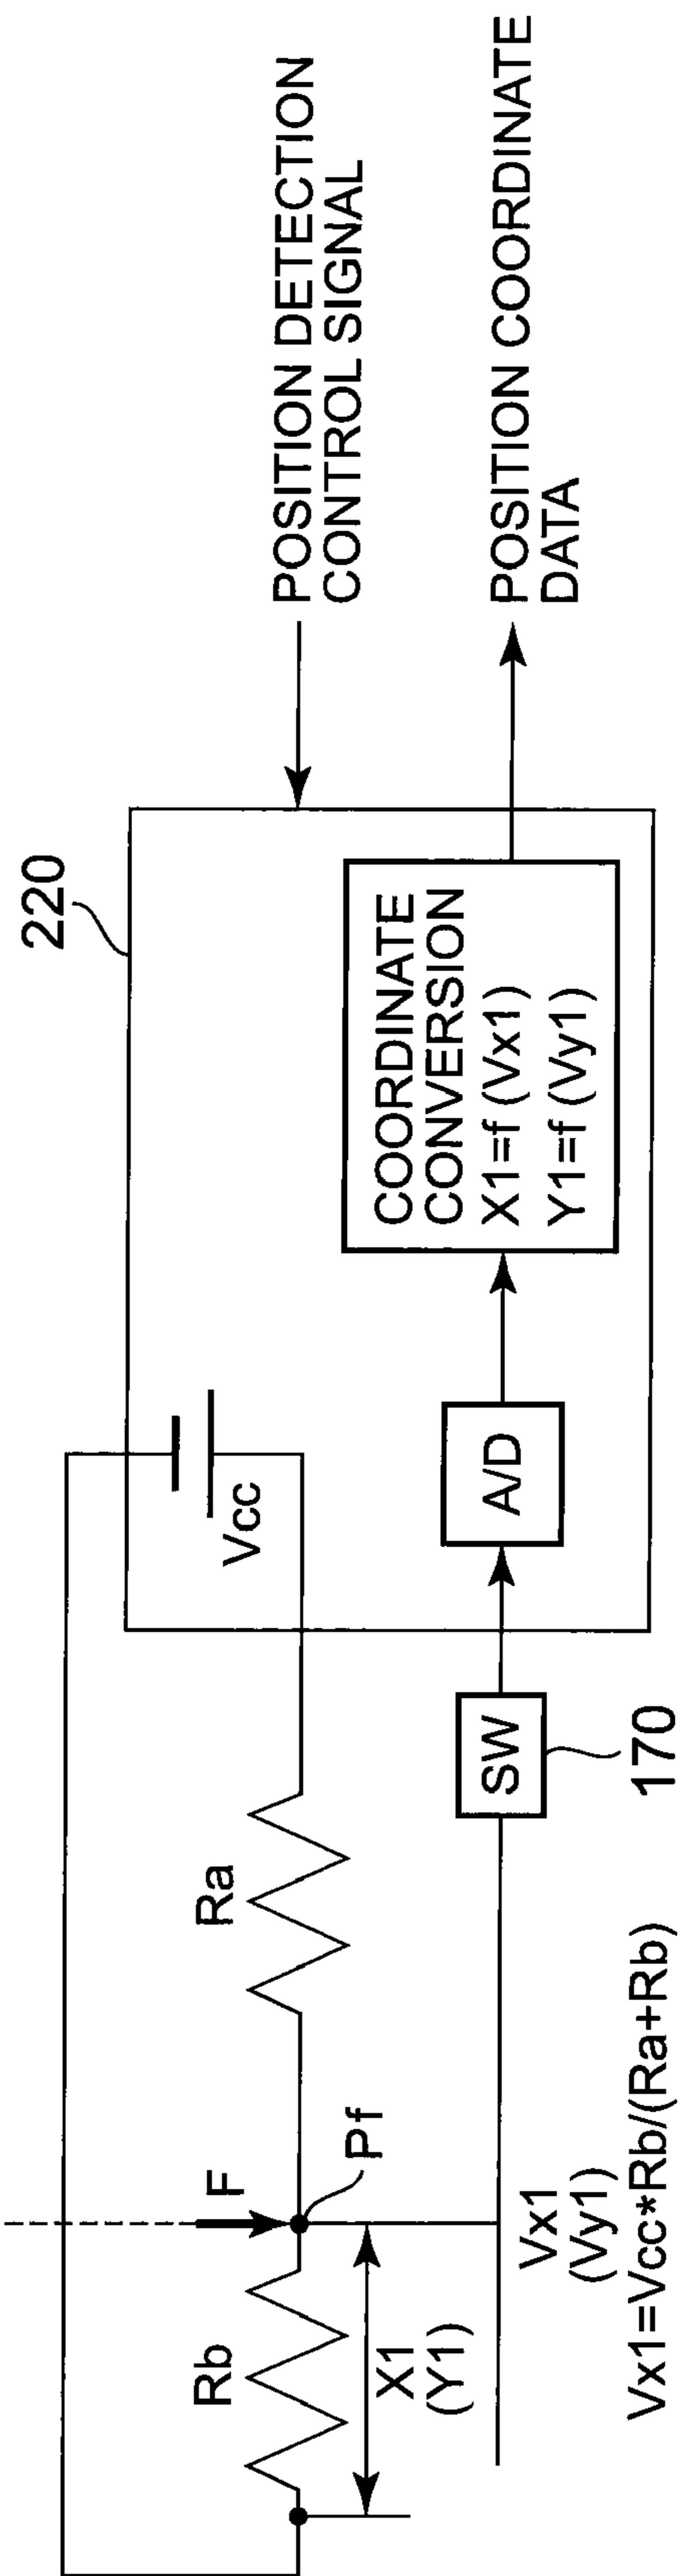 220
POSITION DETECTION
CONTROL SIGNAL
POSITION COORDINATE
DATA
Vcc
COORDINATE
CONVERSION
X1=f (Vx1)
Y1=f (Vy1)
A/D
SW
170
Ra
Rb
F
Pf
X1
(Y1)
Vx1
(Vy1)
Vx1=Vcc*Rb/(Ra+Rb)